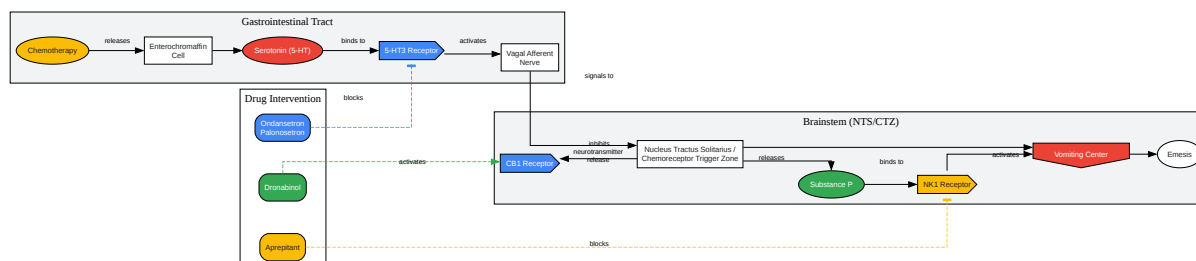 Gastrointestinal Tract
Chemotherapy
releases
Enterochromaffin
Cell
Serotonin (5-HT)
binds to
5-HT3 Receptor
activates
Vagal Afferent
Nerve
signals to
Drug Intervention
blocks
Ondansetron
Palonosetron
Brainstem (NTS/CTZ)
activates
CB1 Receptor
inhibits
neurotransmitter
release
Nucleus Tractus Solitarius /
Chemoreceptor Trigger Zone
releases
binds to
activates
Vomiting Center
Emesis
Dronabinol
Substance P
NK1 Receptor
Aprepitant
blocks